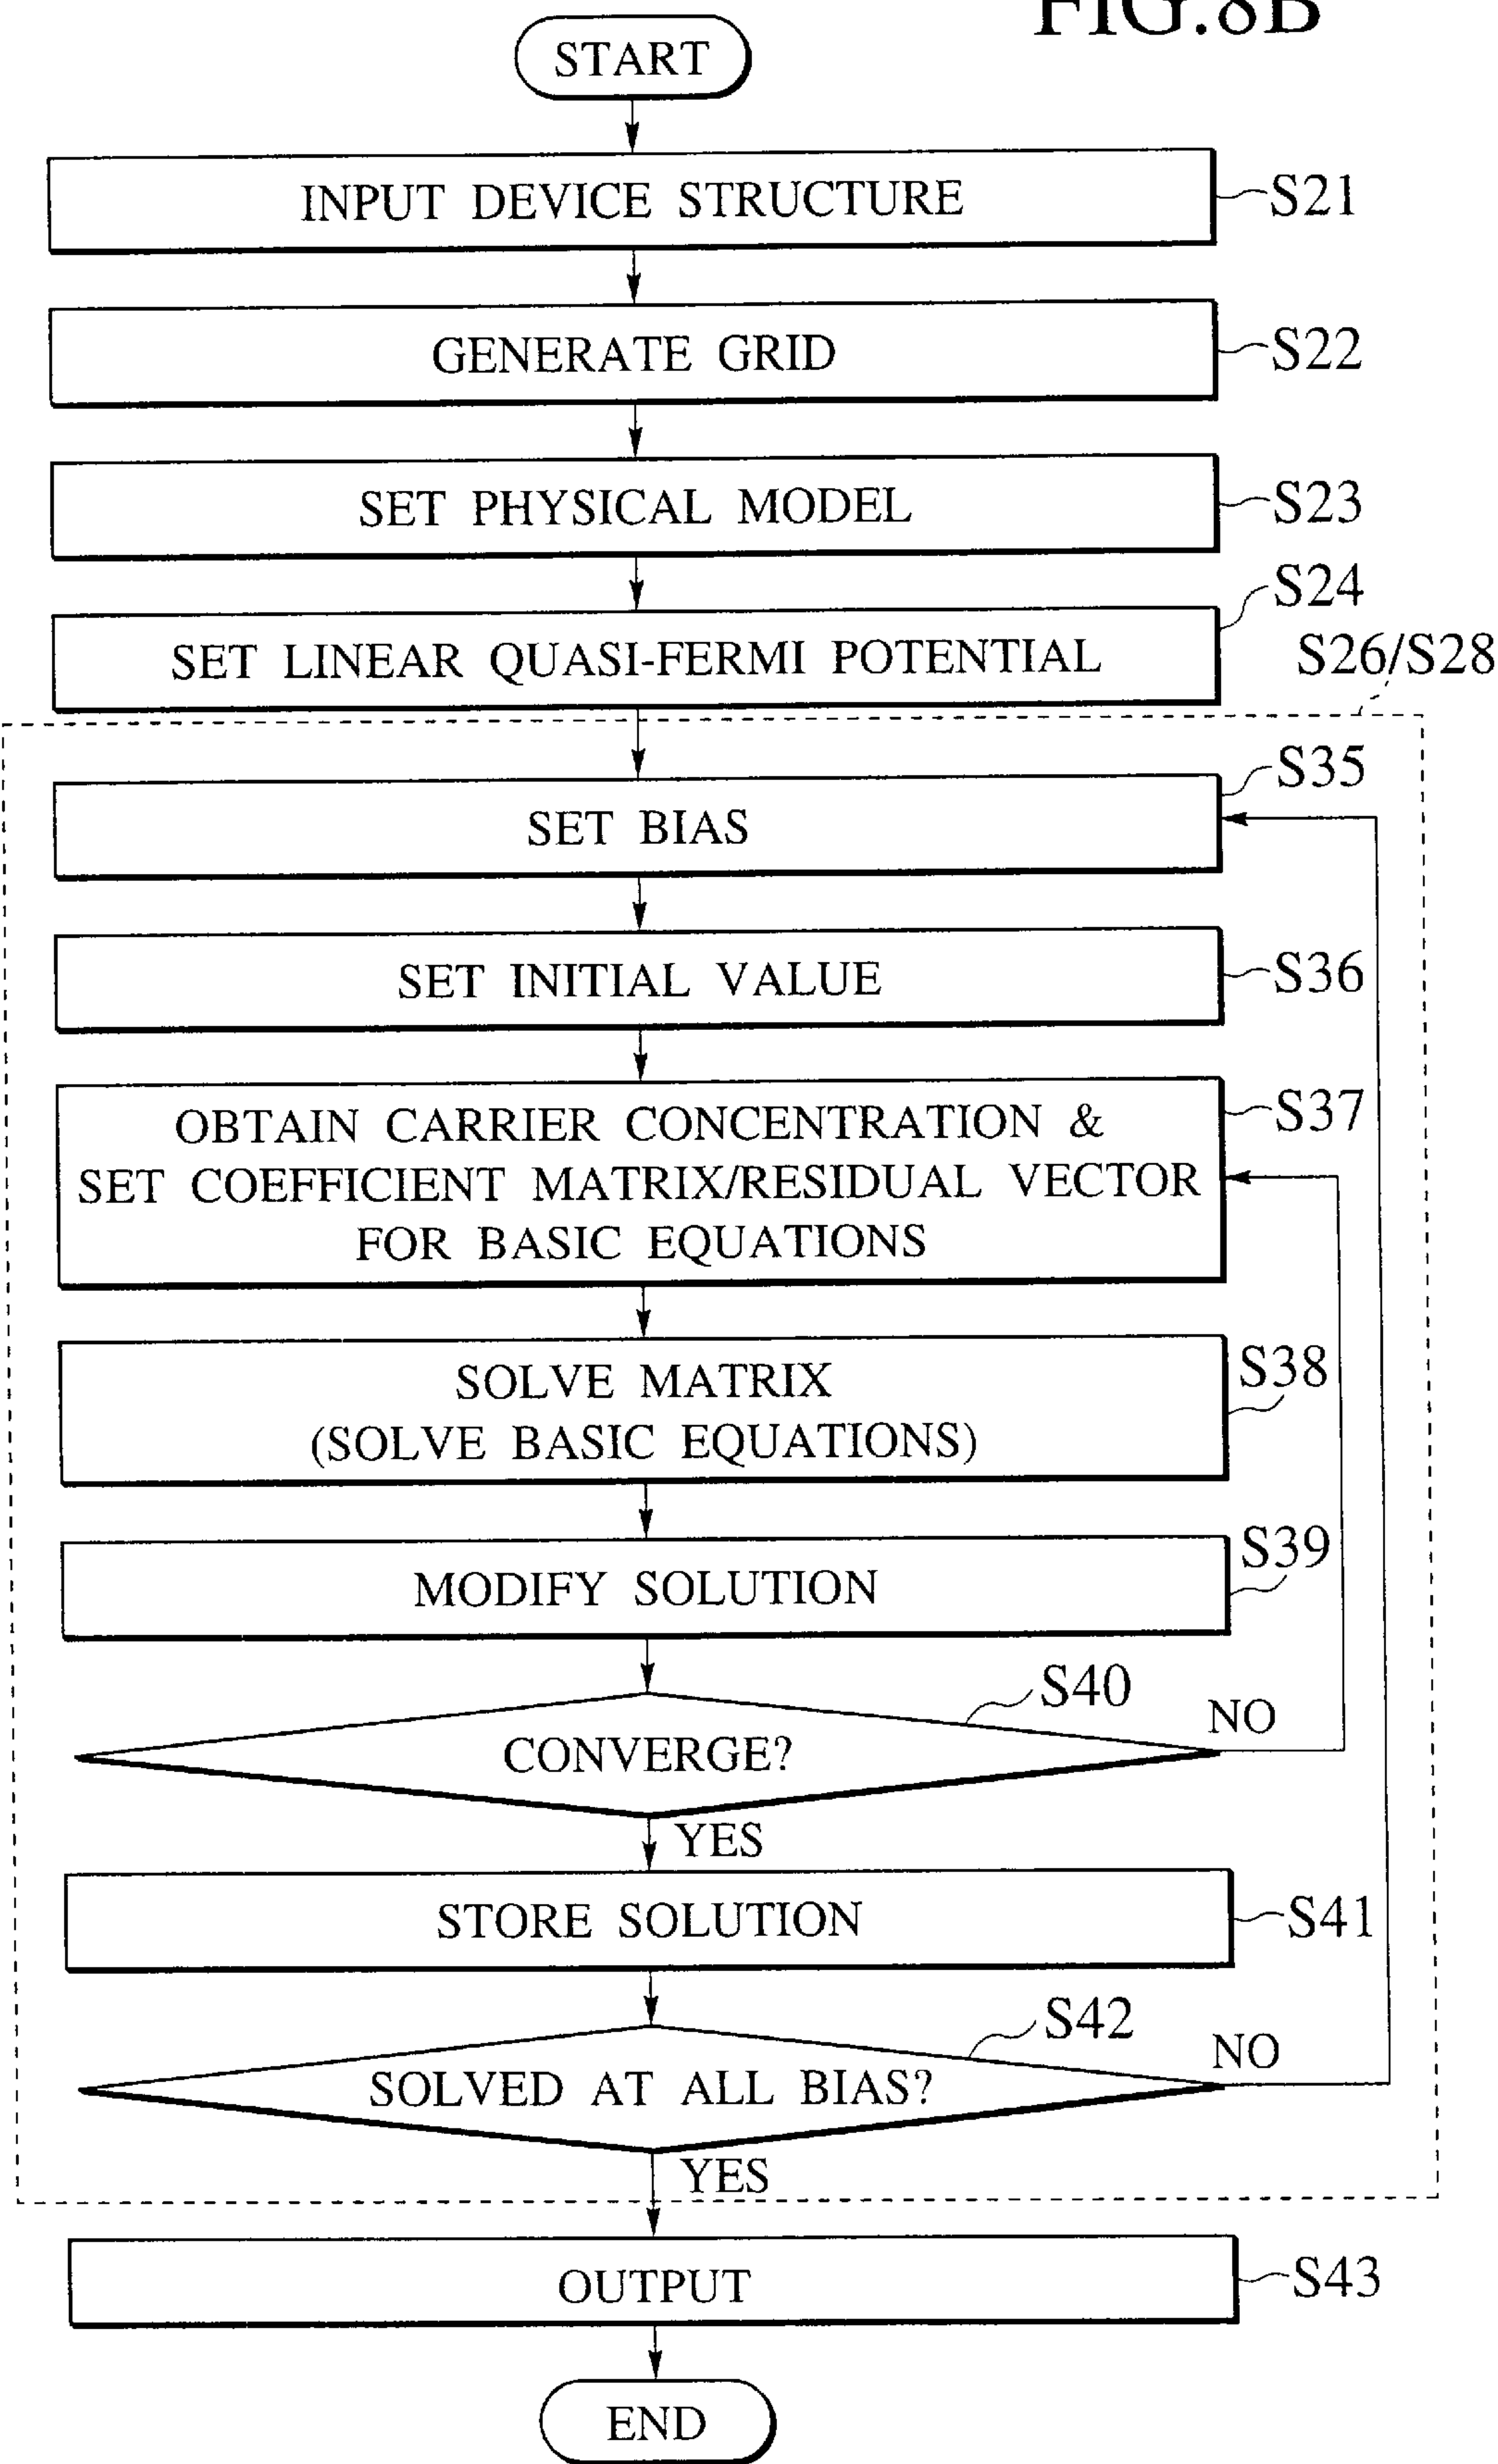 FIG.8B
START
INPUT DEVICE STRUCTURE
S21
GENERATE GRID
S22
SET PHYSICAL MODEL
S23
SET LINEAR QUASI-FERMI POTENTIAL
S24
S26/S28
SET BIAS
S35
SET INITIAL VALUE
S36
OBTAIN CARRIER CONCENTRATION &
SET COEFFICIENT MATRIX/RESIDUAL VECTOR
FOR BASIC EQUATIONS
S37
SOLVE MATRIX
(SOLVE BASIC EQUATIONS)
S38
MODIFY SOLUTION
S39
CONVERGE?
S40
NO
YES
STORE SOLUTION
S41
SOLVED AT ALL BIAS?
S42
NO
YES
OUTPUT
S43
END